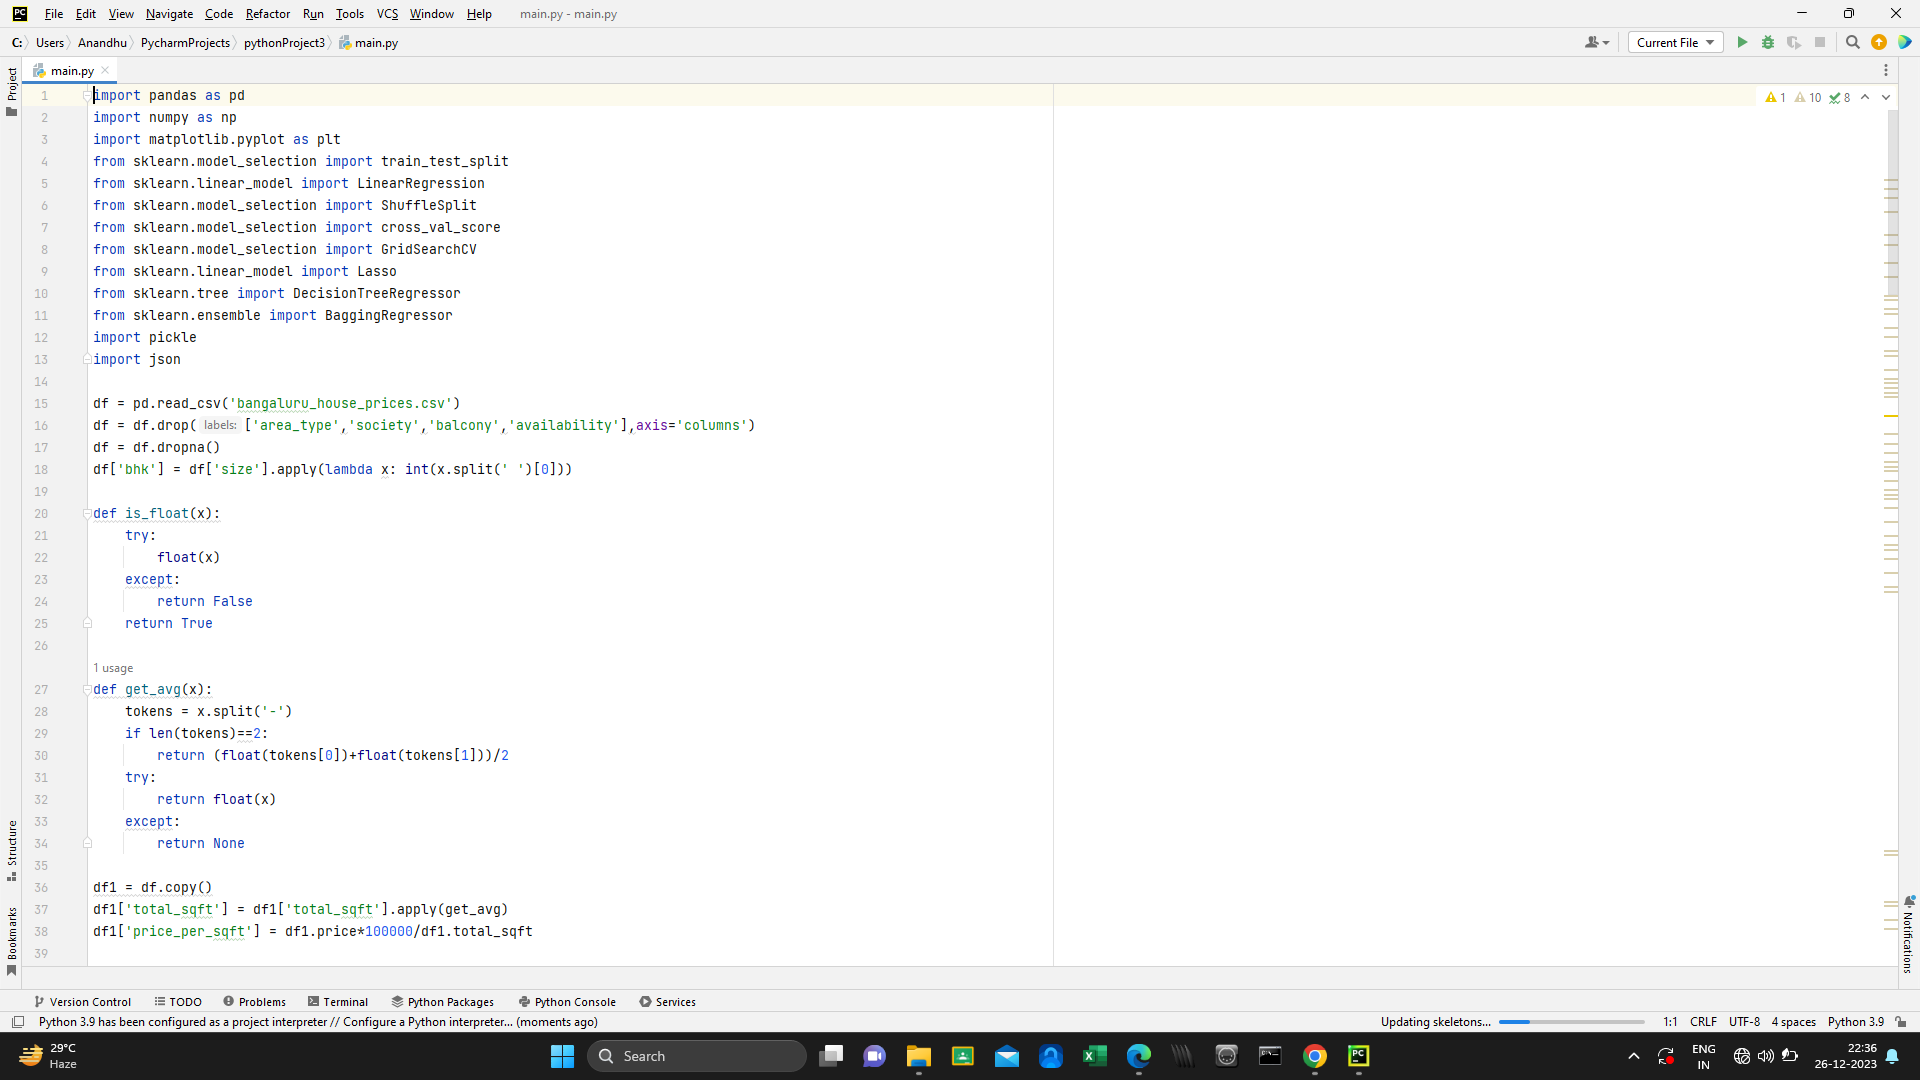 PC File Edit View Navigate Code Refactor Run Tools VCS Window Help main.py - main.py
C: Users Anandhu PycharmProjects pythonProject3 main.py Current File
main.py
Project
1 import pandas as pd
1 10 8
2 import numpy as np
3 import matplotlib.pyplot as plt
4 from sklearn.model_selection import train_test_split
5 from sklearn.linear_model import LinearRegression
6 from sklearn.model_selection import ShuffleSplit
7 from sklearn.model_selection import cross_val_score
8 from sklearn.model_selection import GridSearchCV
9 from sklearn.linear_model import Lasso
10 from sklearn.tree import DecisionTreeRegressor
11 from sklearn.ensemble import BaggingRegressor
12 import pickle
13 import json
14
15 df = pd.read_csv('bangaluru_house_prices.csv')
16 df = df.drop( labels: ['area_type','society','balcony','availability'],axis='columns')
17 df = df.dropna()
18 df['bhk'] = df['size'].apply(lambda x: int(x.split(' ')[0]))
19
20 def is_float(x):
21 try:
22 float(x)
23 except:
24 return False
25 return True
26
1 usage
27 def get_avg(x):
28 tokens = x.split('-')
29 if len(tokens)==2:
30 return (float(tokens[0])+float(tokens[1]))/2
31 try:
32 return float(x)
33 except:
34 return None
35
36 df1 = df.copy()
37 df1['total_sqft'] = df1['total_sqft'].apply(get_avg)
38 df1['price_per_sqft'] = df1.price*100000/df1.total_sqft
39
Structure
Bookmarks
Notifications
Version Control TODO Problems Terminal Python Packages Python Console Services
Python 3.9 has been configured as a project interpreter // Configure a Python interpreter... (moments ago) Updating skeletons... 1:1 CRLF UTF-8 4 spaces Python 3.9
29°C
Haze
Search
PC
ENG
IN
22:36
26-12-2023